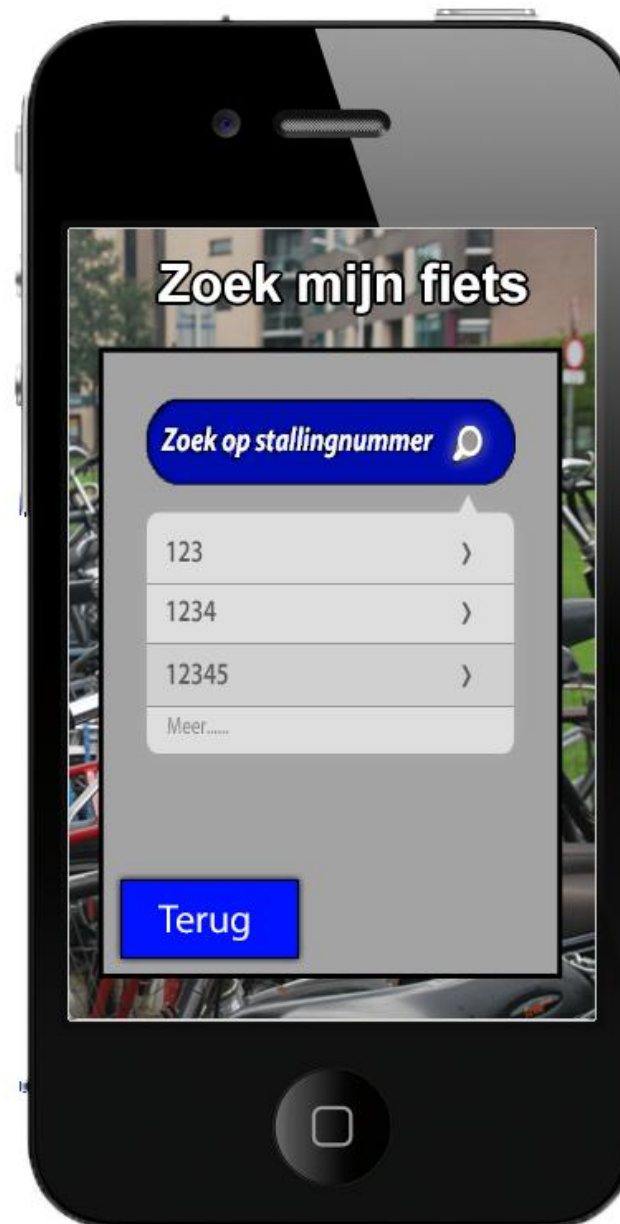 Zoek mijn fiets
Zoek op stallingnummer
123
1234
12345
Meer......
Terug